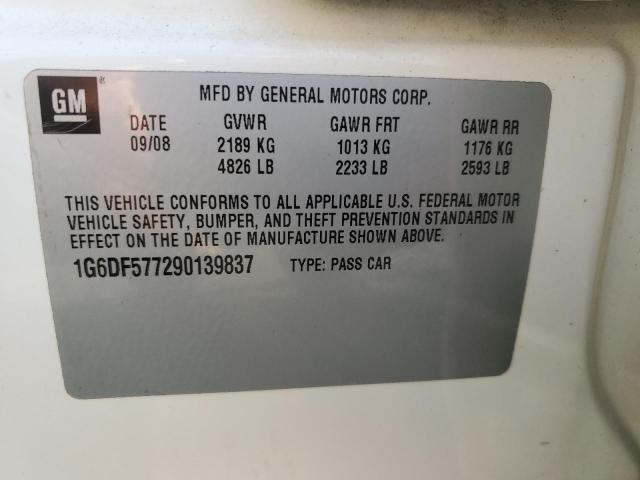 GM
MFD BY GENERAL MOTORS CORP.
DATE GVWR GAWR FRT GAWR RR
09/08 2189 KG 1013 KG 1176 KG
4826 LB 2233 LB 2593 LB
THIS VEHICLE CONFORMS TO ALL APPLICABLE U.S. FEDERAL MOTOR
VEHICLE SAFETY, BUMPER, AND THEFT PREVENTION STANDARDS IN
EFFECT ON THE DATE OF MANUFACTURE SHOWN ABOVE.
1G6DF577290139837 TYPE: PASS CAR